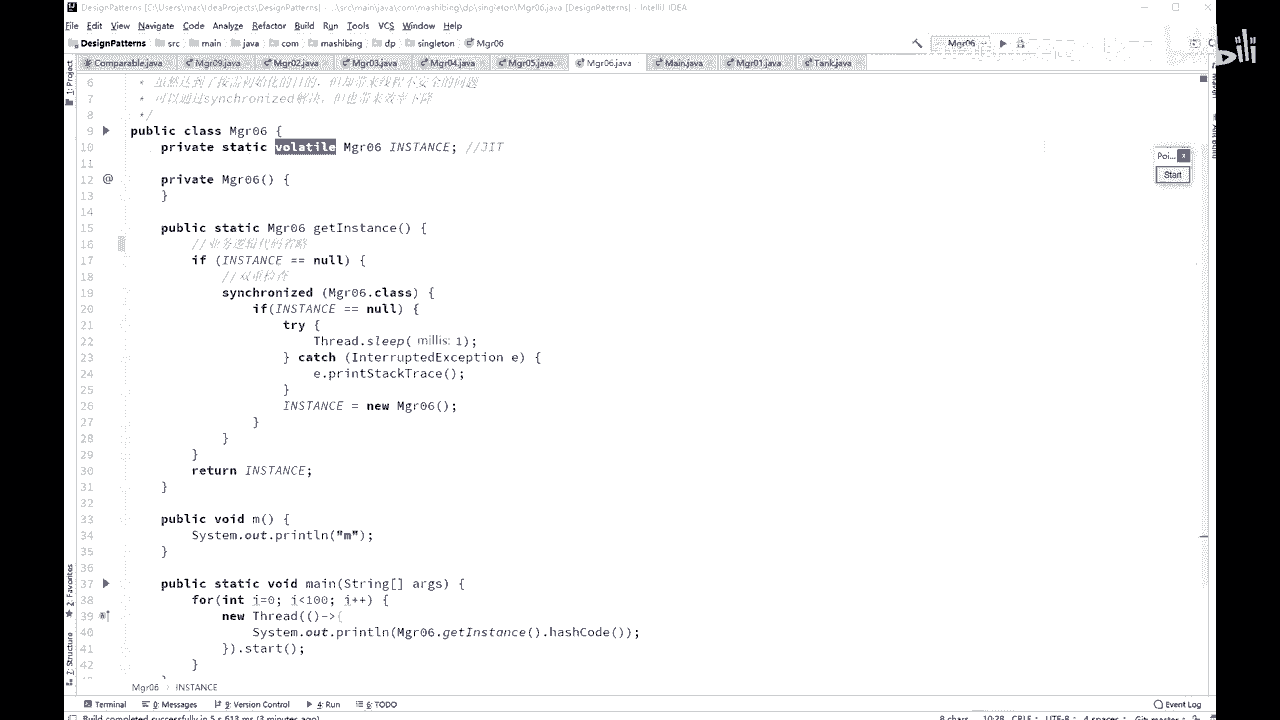 DesignPatterns [C:\Users\mac\IdeaProjects\DesignPatterns] - ...\src\main\java\com\mashibing\dp\singleton\Mgr06.java [DesignPatterns] - IntelliJ IDEA
File Edit View Navigate Code Analyze Refactor Build Run Tools VCS Window Help
DesignPatterns src main java com mashibing dp singleton Mgr06
Mgr06
Comparable.java Mgr03.java Mgr04.java Mgr05.java Mgr06.java Main.java Tank.java
1: Project
6 * 虽然达到了按需初始化的目的，但却带来线程不安全的问题
7 * 可以通过synchronized解决，但也带来效率下降
8 */
9 public class Mgr06 {
10 private static volatile Mgr06 INSTANCE; //JIT
11
12 @ private Mgr06() {
13 }
14
15 public static Mgr06 getInstance() {
16 //业务逻辑代码省略
17 if (INSTANCE == null) {
18 //双重检查
19 synchronized (Mgr06.class) {
20 if(INSTANCE == null) {
21 try {
22 Thread.sleep( millis: 1);
23 } catch (InterruptedException e) {
24 e.printStackTrace();
25 }
26 INSTANCE = new Mgr06();
27 }
28 }
29 }
30 return INSTANCE;
31 }
32
33 public void m() {
34 System.out.println("m");
35 }
36
37 public static void main(String[] args) {
38 for(int i=0; i<100; i++) {
39 new Thread(()->{
40 System.out.println(Mgr06.getInstance().hashCode());
41 }).start();
42 }
Poi... x
Start
2: Favorites
7: Structure
Mgr06 > INSTANCE
Terminal 0: Messages 9: Version Control 4: Run 6: TODO Event Log
Build completed successfully in 5 s 613 ms (3 minutes ago) 8 chars 10:28 CRLF UTF-8 4 spaces Git: master